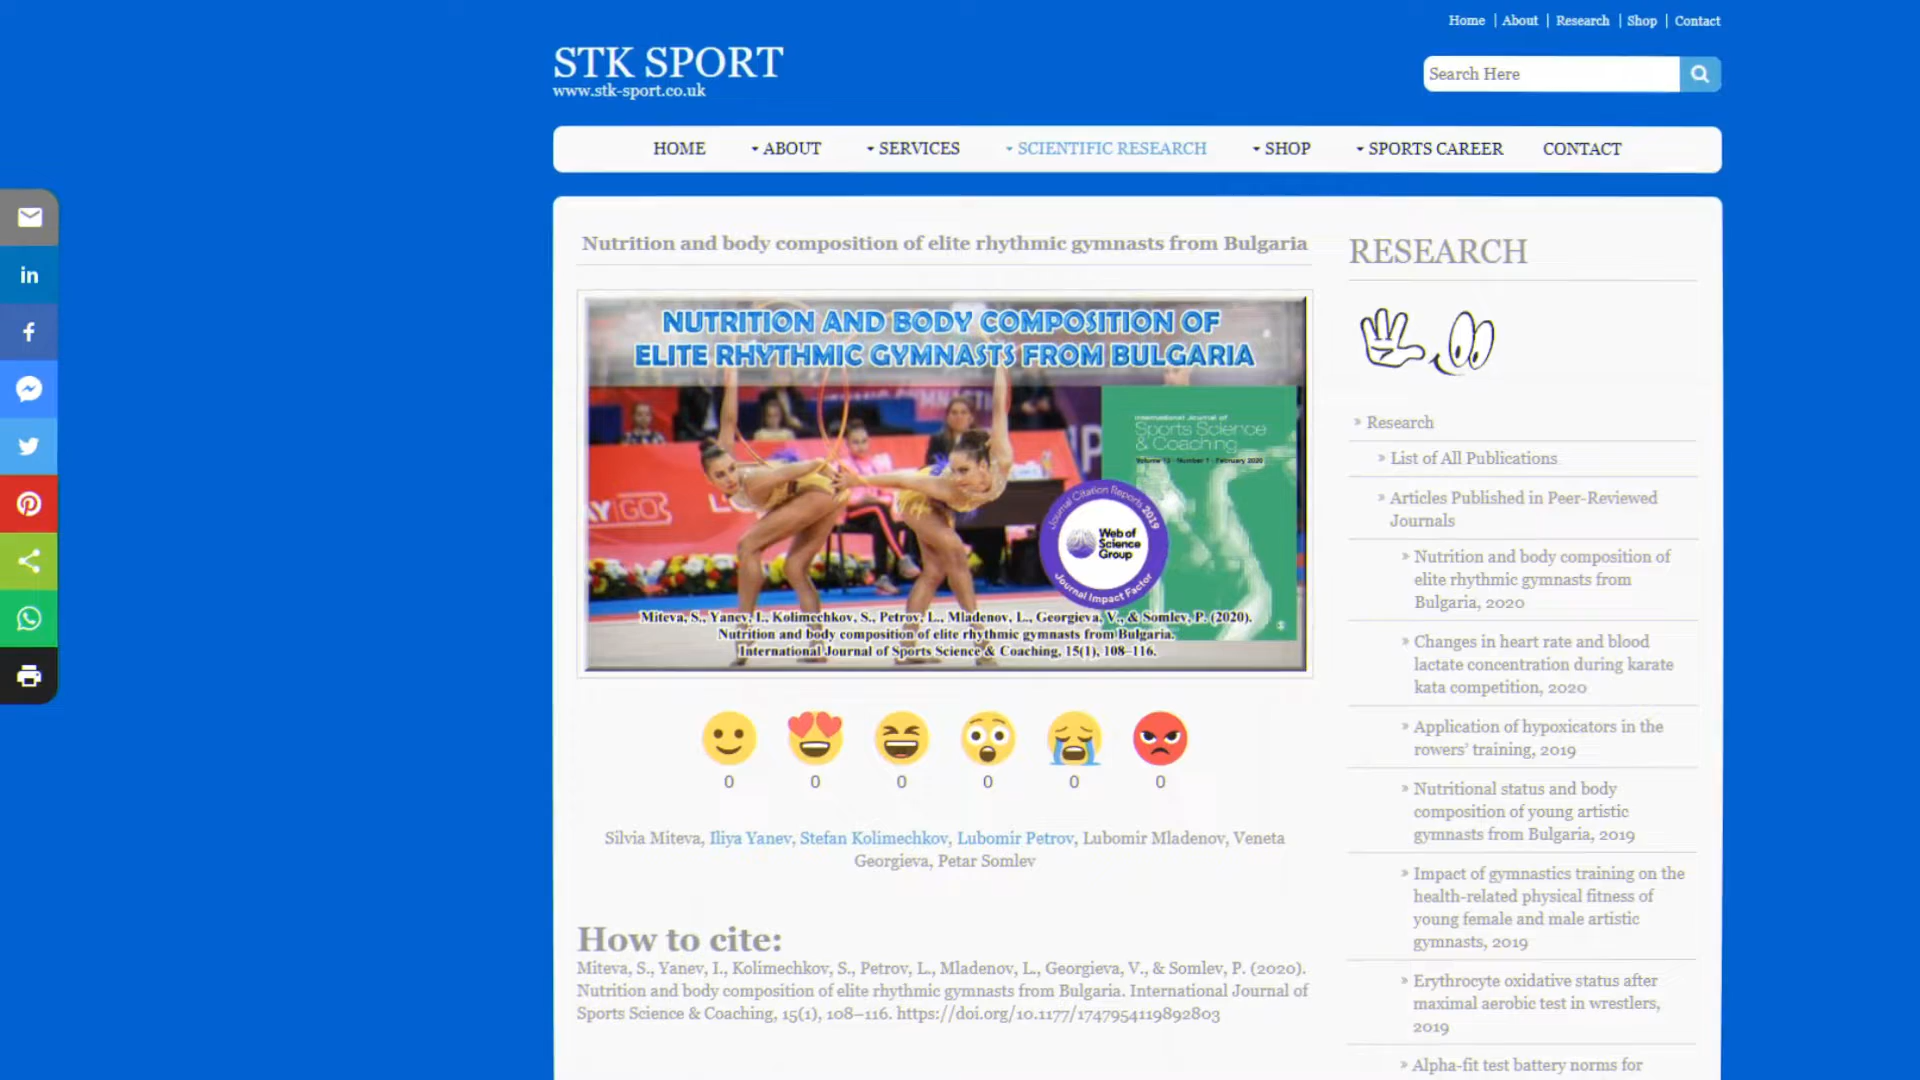 Home | About | Research | Shop | Contact
STK SPORT
www.stk-sport.co.uk
Search Here
HOME
ABOUT
SERVICES
SCIENTIFIC RESEARCH
SHOP
SPORTS CAREER
CONTACT
Nutrition and body composition of elite rhythmic gymnasts from Bulgaria
NUTRITION AND BODY COMPOSITION OF
ELITE RHYTHMIC GYMNASTS FROM BULGARIA
International Journal of
Sports Science
& Coaching
Journal Citation Reports 2019
Web of
Science
Group
Journal Impact Factor
Miteva, S., Yanev, I., Kolimechkov, S., Petrov, L., Mladenov, L., Georgieva, V., & Somlev, P. (2020).
Nutrition and body composition of elite rhythmic gymnasts from Bulgaria.
International Journal of Sports Science & Coaching, 15(1), 108–116.
0 0 0 0 0 0
Silvia Miteva, Iliya Yanev, Stefan Kolimechkov, Lubomir Petrov, Lubomir Mladenov, Veneta
Georgieva, Petar Somlev
How to cite:
Miteva, S., Yanev, I., Kolimechkov, S., Petrov, L., Mladenov, L., Georgieva, V., & Somlev, P. (2020).
Nutrition and body composition of elite rhythmic gymnasts from Bulgaria. International Journal of
Sports Science & Coaching, 15(1), 108–116. https://doi.org/10.1177/1747954119892803
RESEARCH
» Research
» List of All Publications
» Articles Published in Peer-Reviewed
Journals
» Nutrition and body composition of
elite rhythmic gymnasts from
Bulgaria, 2020
» Changes in heart rate and blood
lactate concentration during karate
kata competition, 2020
» Application of hypoxicators in the
rowers' training, 2019
» Nutritional status and body
composition of young artistic
gymnasts from Bulgaria, 2019
» Impact of gymnastics training on the
health-related physical fitness of
young female and male artistic
gymnasts, 2019
» Erythrocyte oxidative status after
maximal aerobic test in wrestlers,
2019
» Alpha-fit test battery norms for